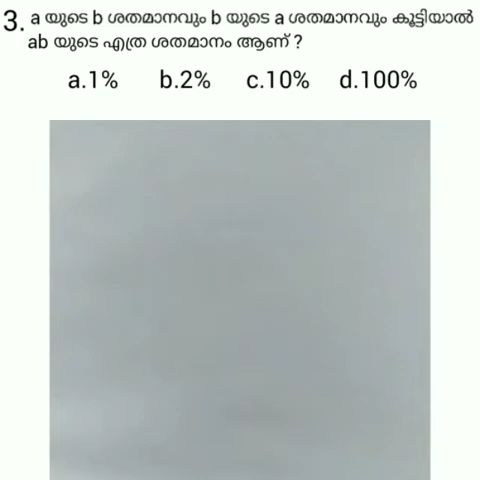 3. a യുടെ b ശതമാനവും b യുടെ a ശതമാനവും കൂട്ടിയാൽ
ab യുടെ എത്ര ശതമാനം ആണ് ?
a.1% b.2% c.10% d.100%